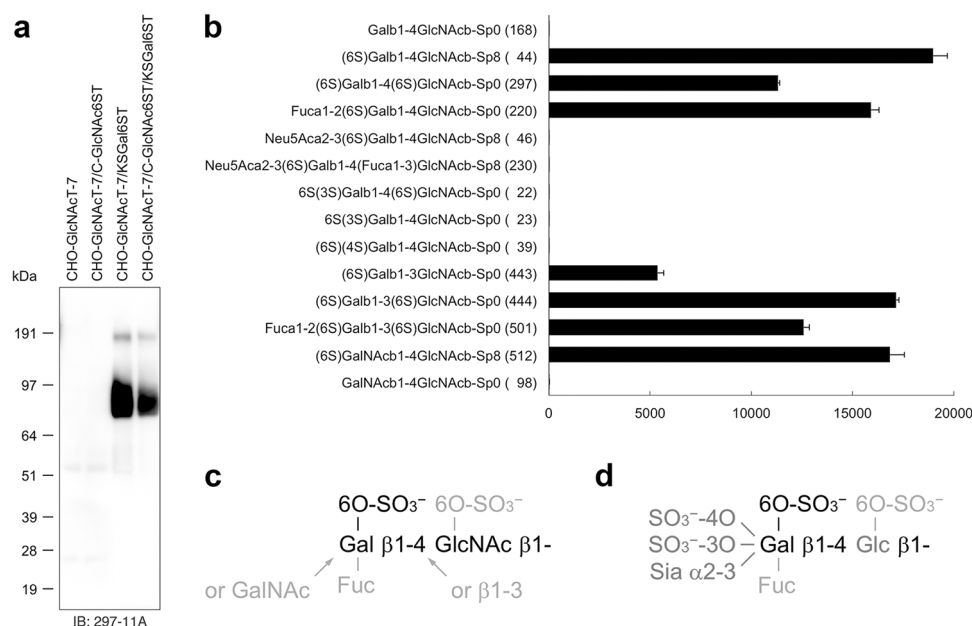 a
CHO-GlcNAcT-7
CHO-GlcNAcT-7/C-GlcNAc6ST
CHO-GlcNAcT-7/KSGal6ST
CHO-GlcNAcT-7/C-GlcNAc6ST/KSGal6ST
kDa
191
97
64
51
39
28
19
IB: 297-11A
b
Galb1-4GlcNAcb-Sp0 (168)
(6S)Galb1-4GlcNAcb-Sp8 ( 44)
(6S)Galb1-4(6S)GlcNAcb-Sp0 (297)
Fuca1-2(6S)Galb1-4GlcNAcb-Sp0 (220)
Neu5Aca2-3(6S)Galb1-4GlcNAcb-Sp8 ( 46)
Neu5Aca2-3(6S)Galb1-4(Fuca1-3)GlcNAcb-Sp8 (230)
6S(3S)Galb1-4(6S)GlcNAcb-Sp0 ( 22)
6S(3S)Galb1-4GlcNAcb-Sp0 ( 23)
(6S)(4S)Galb1-4GlcNAcb-Sp0 ( 39)
(6S)Galb1-3GlcNAcb-Sp0 (443)
(6S)Galb1-3(6S)GlcNAcb-Sp0 (444)
Fuca1-2(6S)Galb1-3(6S)GlcNAcb-Sp0 (501)
(6S)GalNAcb1-4GlcNAcb-Sp8 (512)
GalNAcb1-4GlcNAcb-Sp0 ( 98)
0 5000 10000 15000 20000
c
6O-SO₃⁻ 6O-SO₃⁻
Gal β1-4 GlcNAc β1-
or GalNAc Fuc or β1-3
d
6O-SO₃⁻ 6O-SO₃⁻
SO₃⁻-4O
SO₃⁻-3O Gal β1-4 Glc β1-
Sia α2-3
Fuc